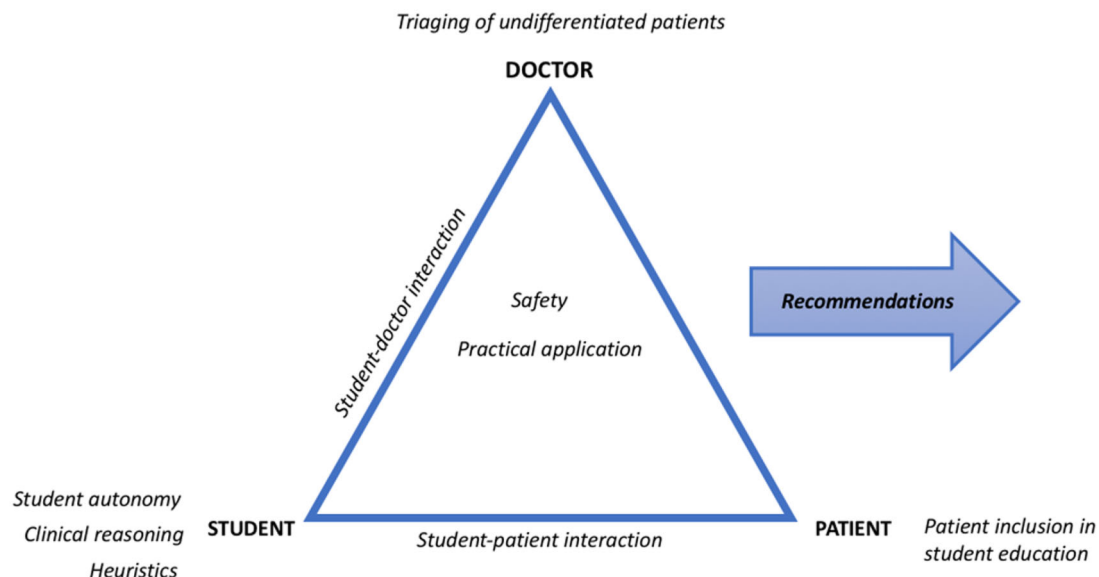 Triaging of undifferentiated patients
DOCTOR
Student-doctor interaction
Safety
Practical application
Recommendations
Student autonomy
Clinical reasoning
Heuristics
STUDENT
Student-patient interaction
PATIENT
Patient inclusion in
student education